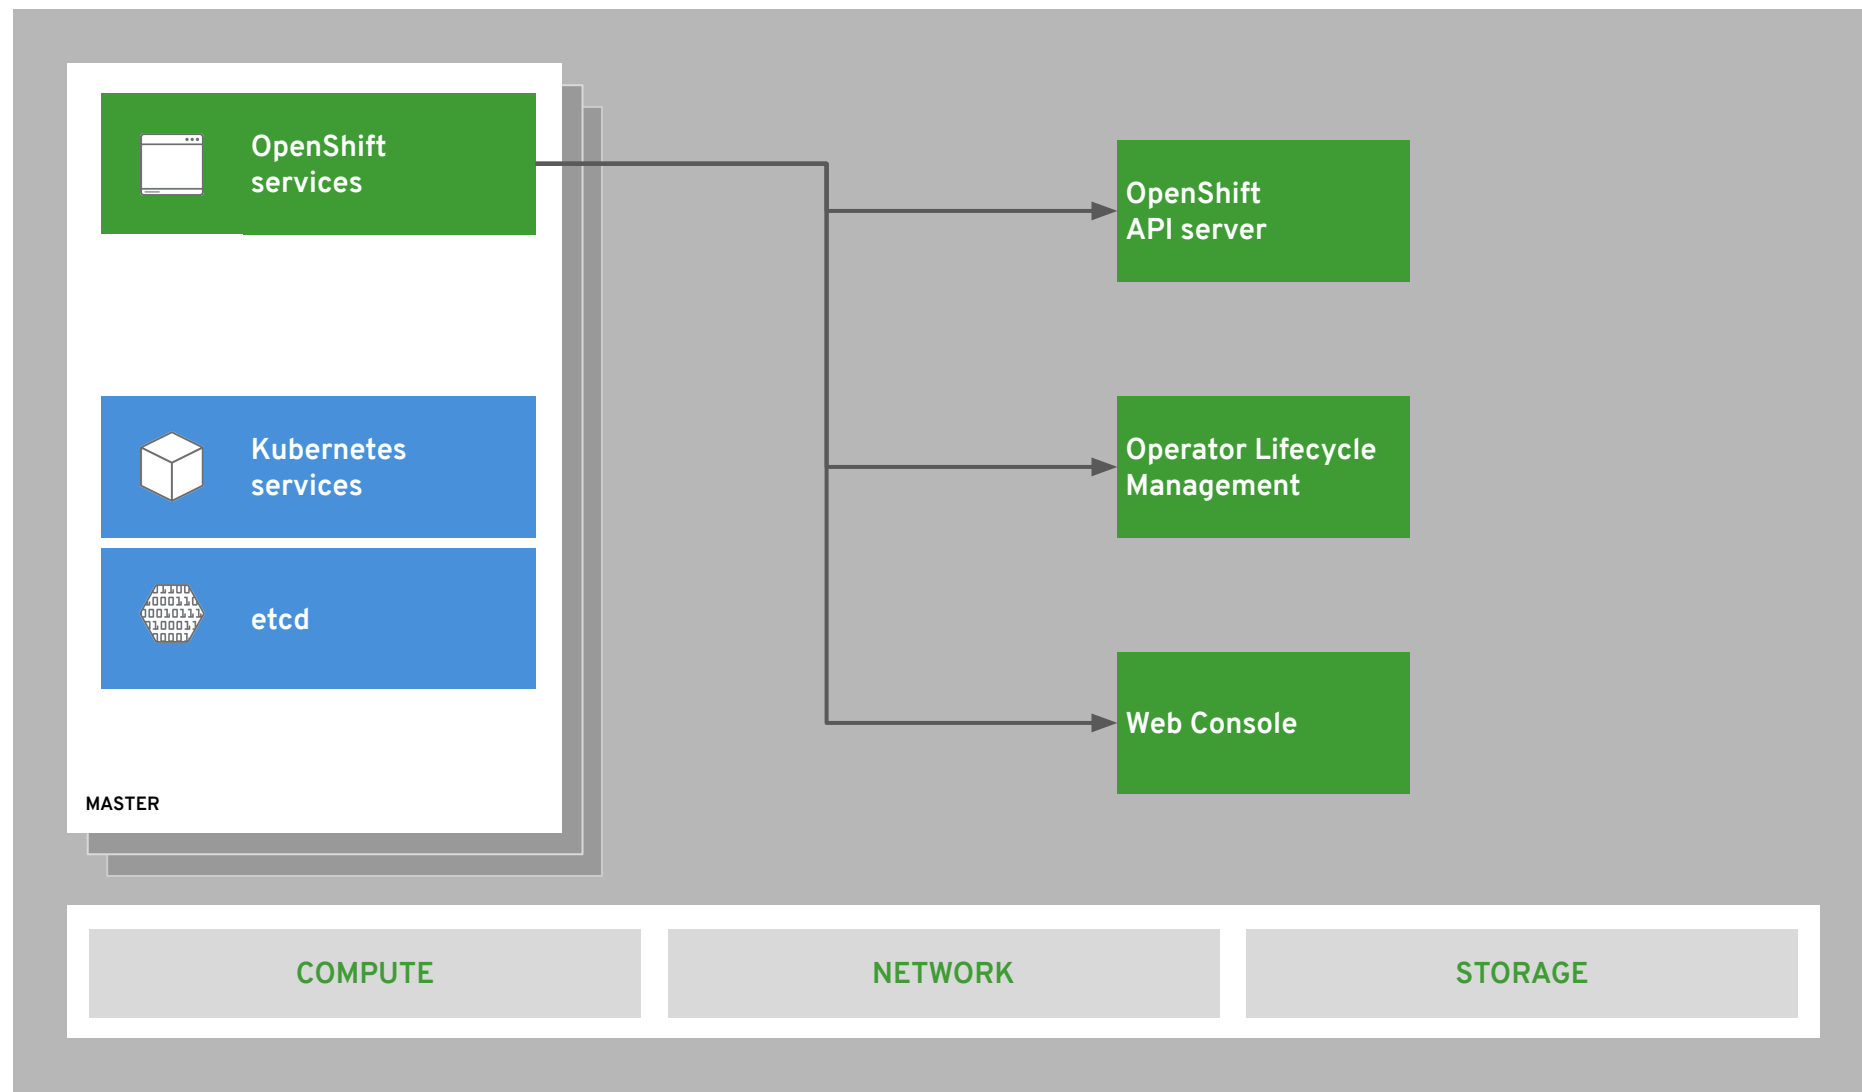 OpenShift
services
Kubernetes
services
etcd
MASTER
OpenShift
API server
Operator Lifecycle
Management
Web Console
COMPUTE
NETWORK
STORAGE